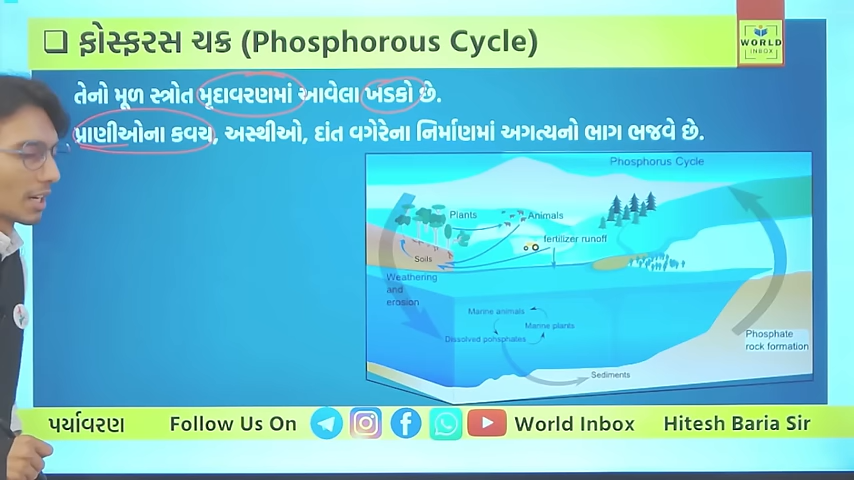 ❑ ફોસ્ફરસ ચક્ર (Phosphorous Cycle)
WORLD
INBOX
તેનો મૂળ સ્ત્રોત મૃદાવરણમાં આવેલા ખડકો છે.
પ્રાણીઓના કવચ, અસ્થીઓ, દાંત વગેરેના નિર્માણમાં અગત્યનો ભાગ ભજવે છે.
Phosphorus Cycle
Plants
Animals
fertilizer runoff
Soils
Weathering
and
erosion
Marine animals
Marine plants
Dissolved pohsphates
Phosphate
rock formation
Sediments
પર્યાવરણ Follow Us On World Inbox Hitesh Baria Sir